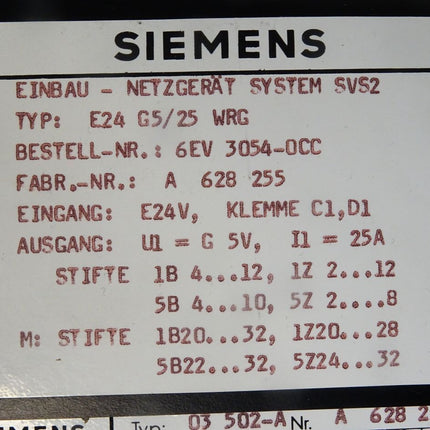 SIEMENS
EINBAU - NETZGERÄT SYSTEM SVS2
TYP: E24 G5/25 WRG
BESTELL-NR.: 6EV 3054-0CC
FABR.-NR.: A 628 255
EINGANG: E24V, KLEMME C1,D1
AUSGANG: U1 = G 5V, I1 = 25A
STIFTE 1B 4...12, 1Z 2...12
5B 4...10, 5Z 2...8
M: STIFTE 1B20...32, 1Z20...28
5B22...32, 5Z24...32
Typ: 03 502-A Nr. A 628 2